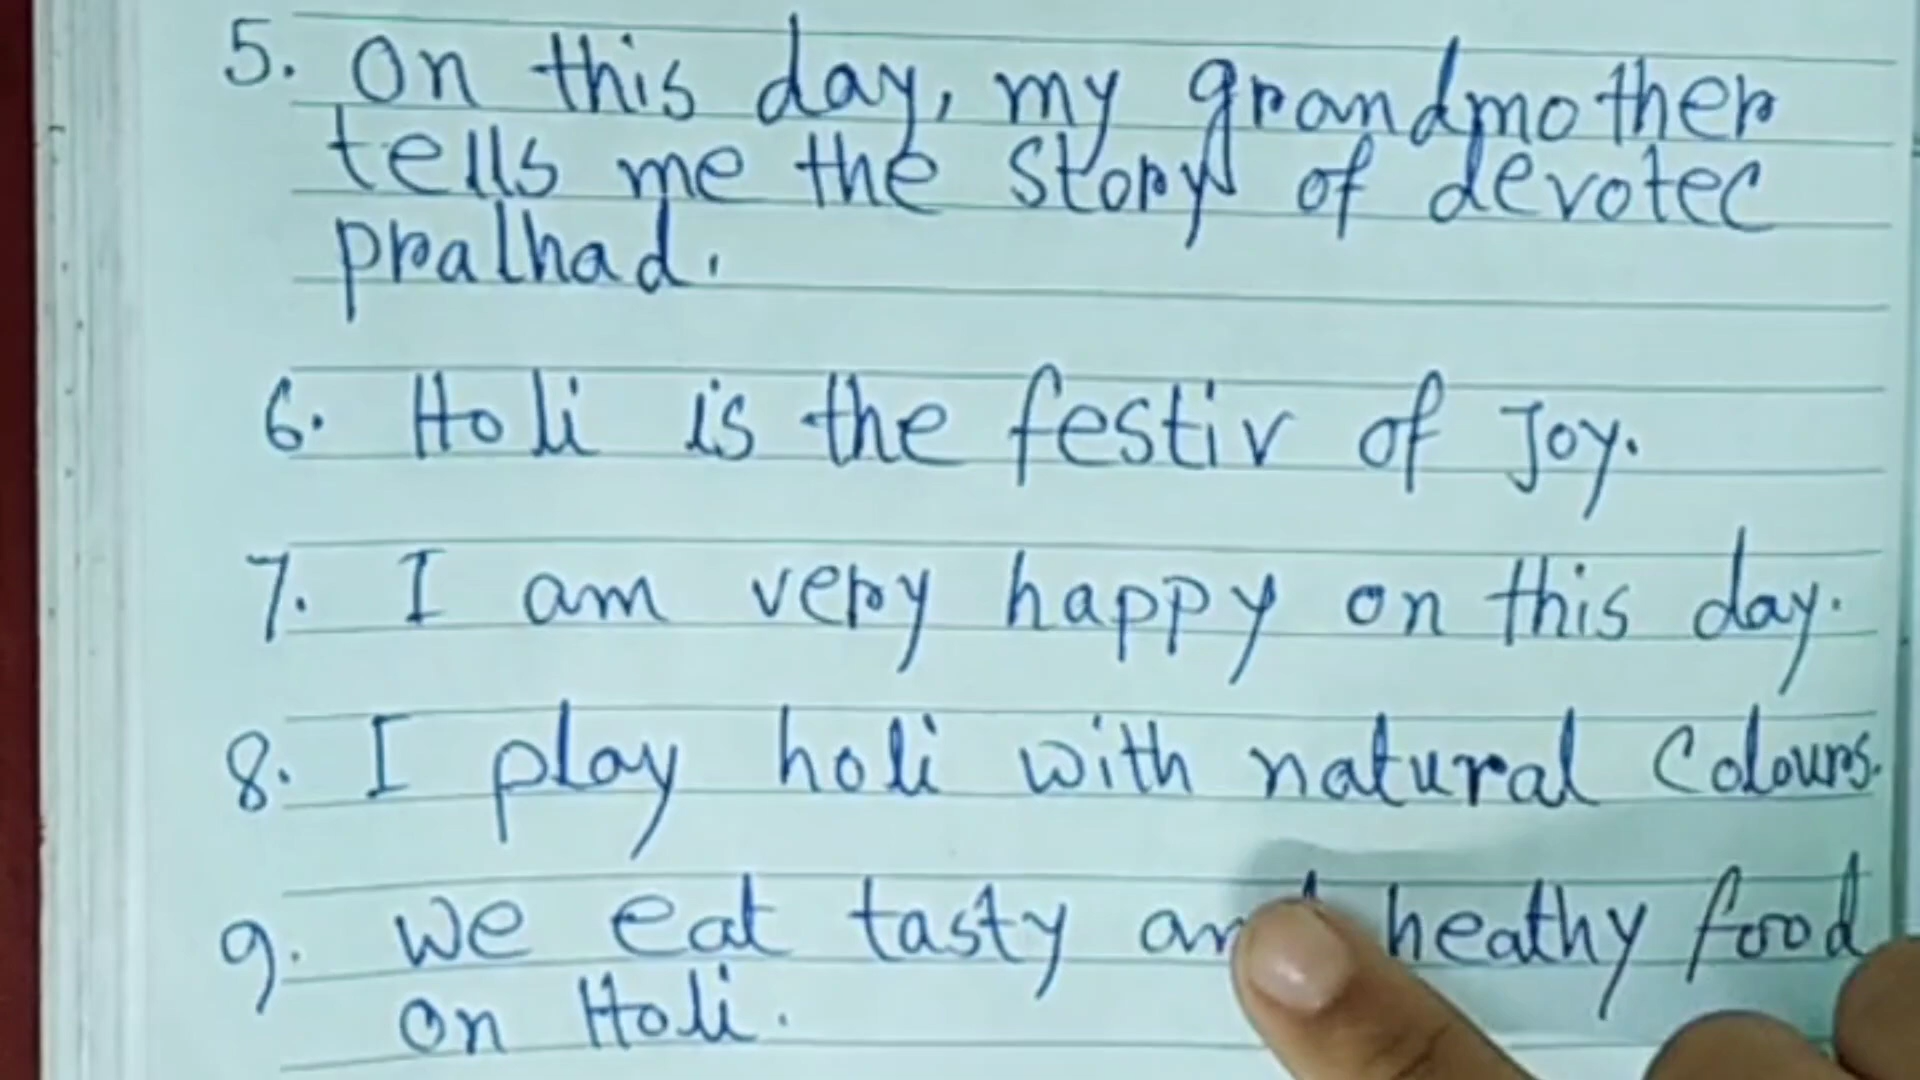 5. On this day, my grandmother
tells me the story of devotec
pralhad.
6. Holi is the festiv of Joy.
7. I am very happy on this day.
8. I play holi with natural Colours.
9. We eat tasty and heathy food
on Holi.